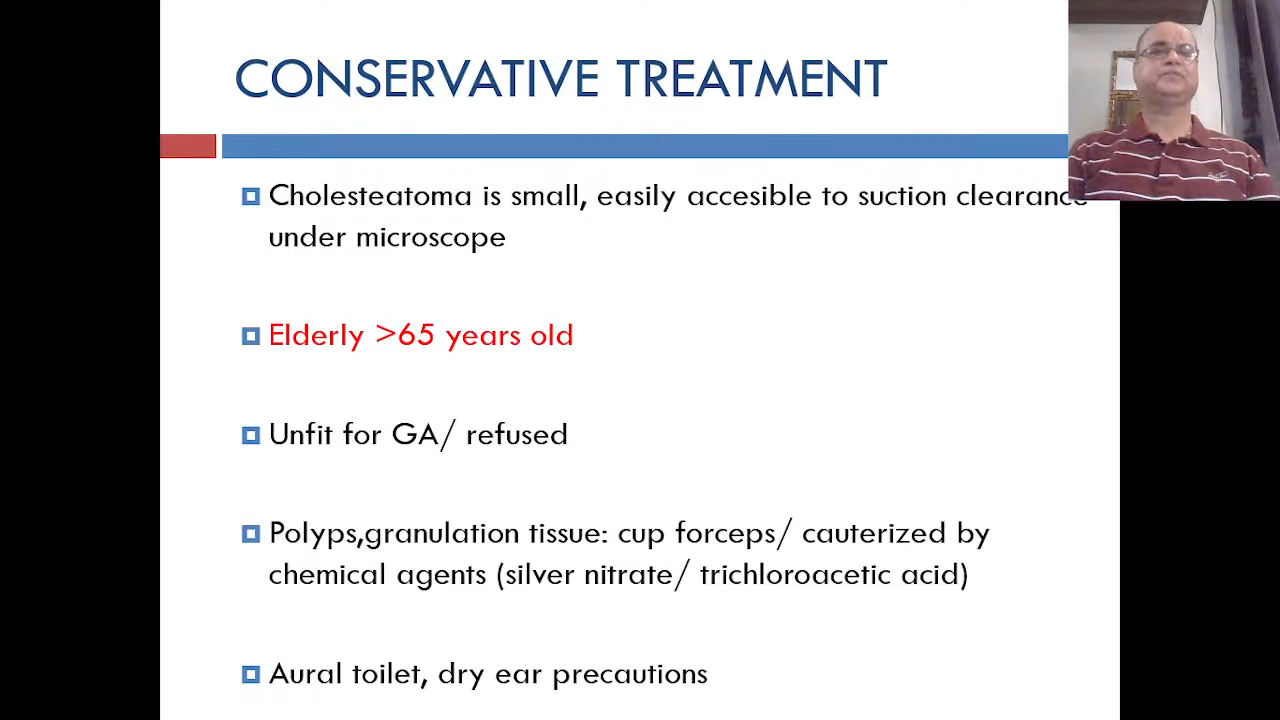 CONSERVATIVE TREATMENT
Cholesteatoma is small, easily accesible to suction clearance
under microscope
Elderly >65 years old
Unfit for GA/ refused
Polyps,granulation tissue: cup forceps/ cauterized by
chemical agents (silver nitrate/ trichloroacetic acid)
Aural toilet, dry ear precautions